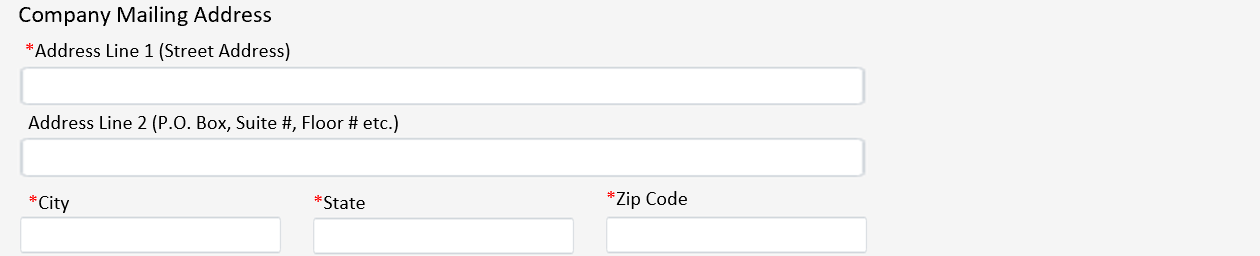 Company Mailing Address
*Address Line 1 (Street Address)
Address Line 2 (P.O. Box, Suite #, Floor # etc.)
*City *State *Zip Code